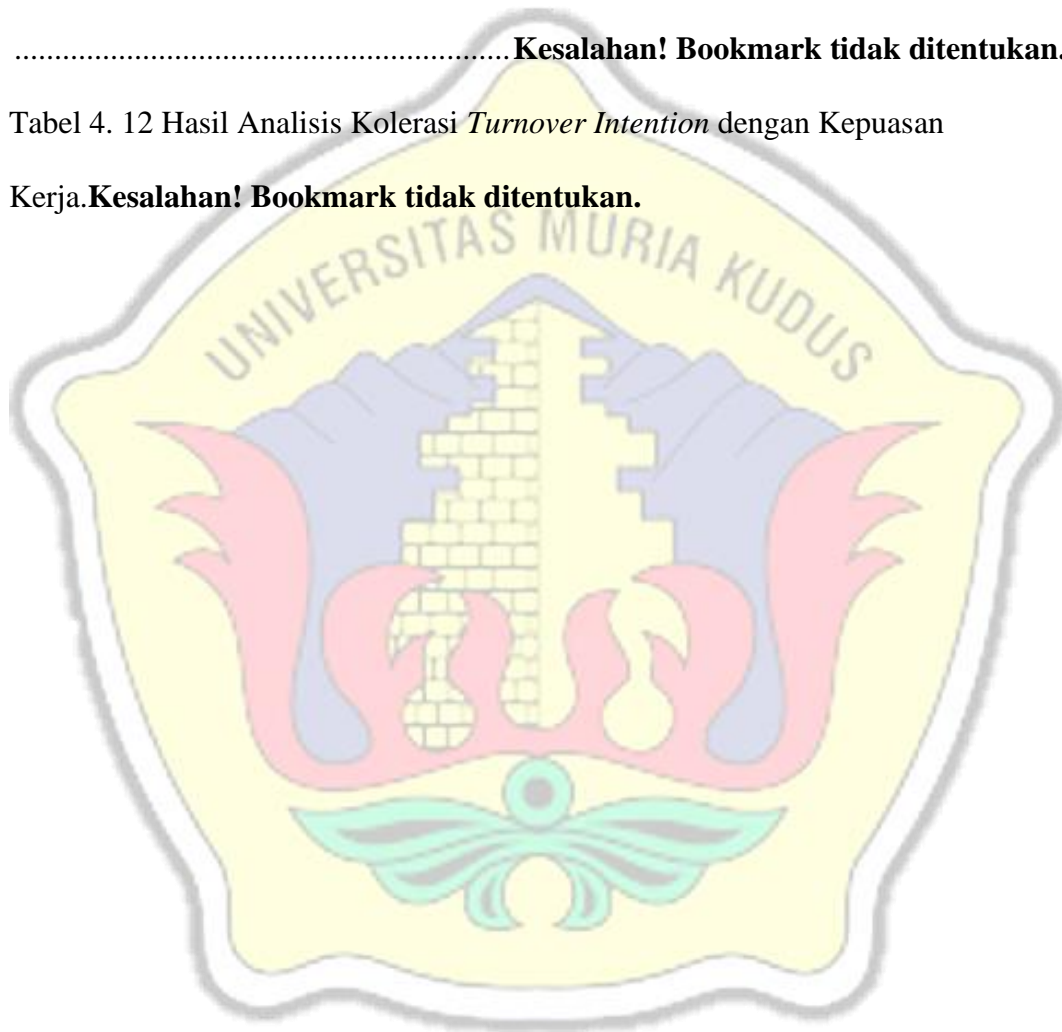 ............................................................Kesalahan! Bookmark tidak ditentukan.
Tabel 4. 12 Hasil Analisis Kolerasi Turnover Intention dengan Kepuasan
Kerja.Kesalahan! Bookmark tidak ditentukan.
UNIVERSITAS MURIA KUDUS